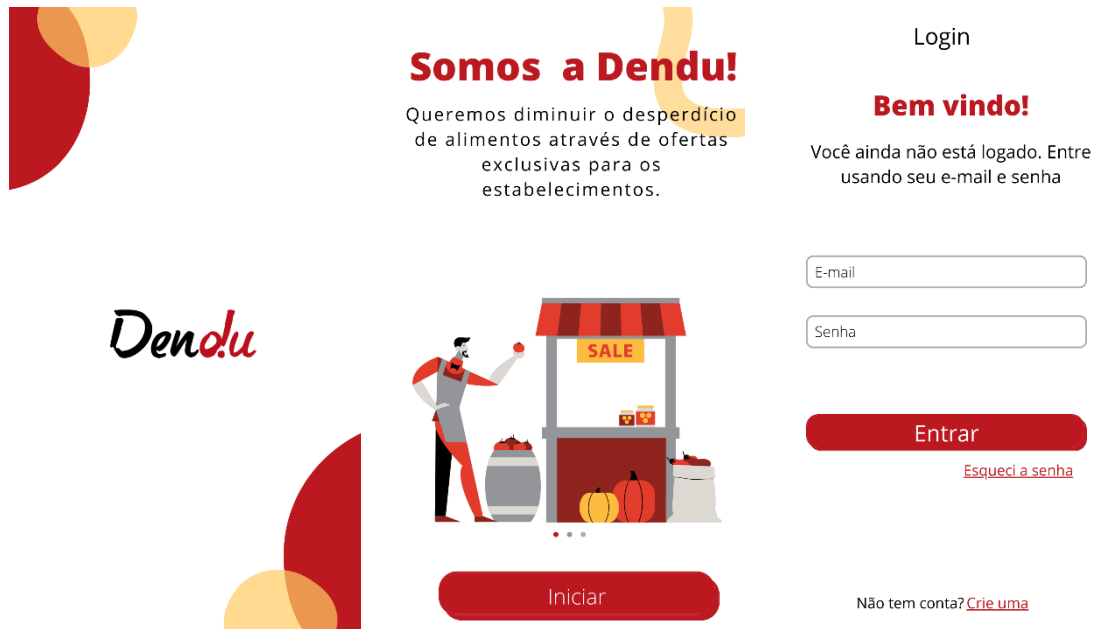 Dendu
Somos a Dendu!
Queremos diminuir o desperdício
de alimentos através de ofertas
exclusivas para os
estabelecimentos.
SALE
Iniciar
Login
Bem vindo!
Você ainda não está logado. Entre
usando seu e-mail e senha
E-mail
Senha
Entrar
Esqueci a senha
Não tem conta? Crie uma